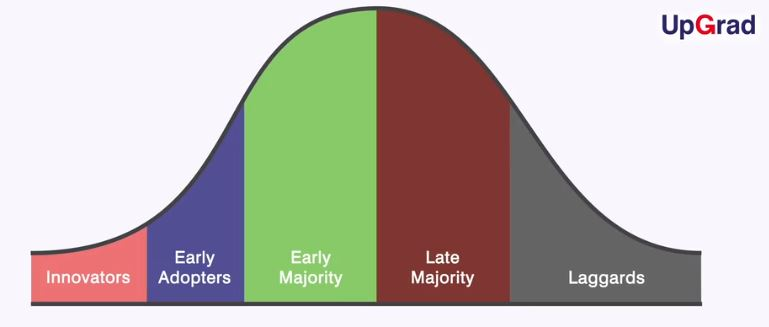 UpGrad
Innovators
Early
Adopters
Early
Majority
Late
Majority
Laggards